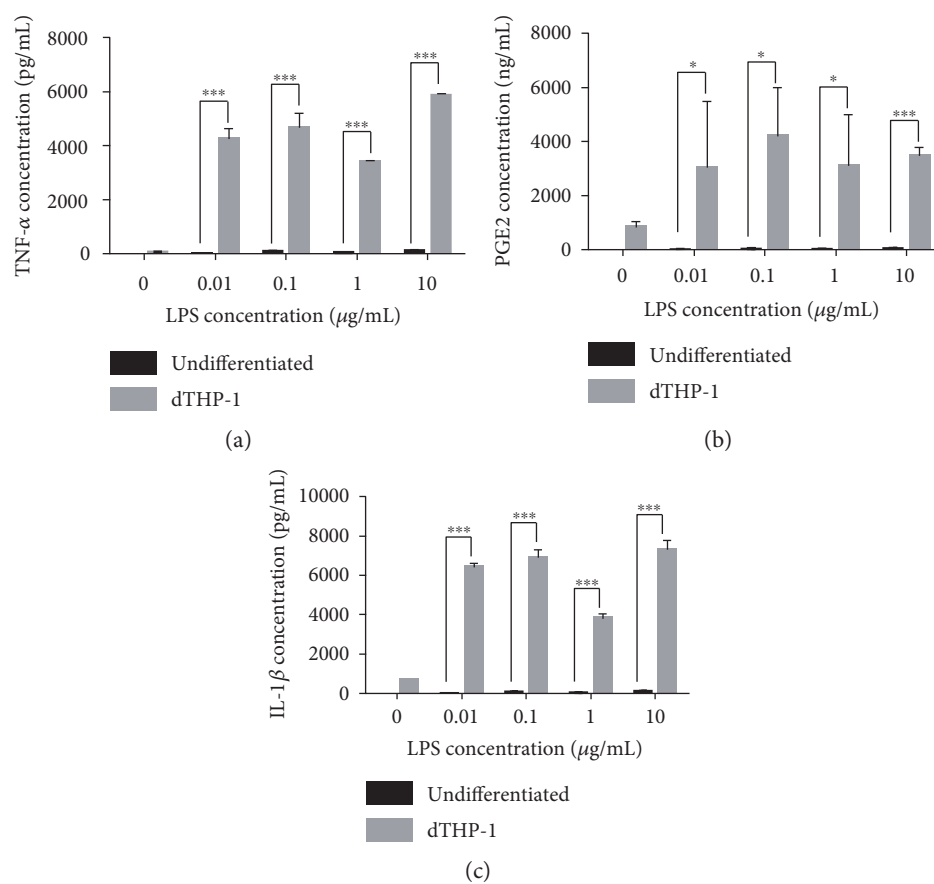 TNF-α concentration (pg/mL)
8000
6000
4000
2000
0
***
***
***
***
0 0.01 0.1 1 10
LPS concentration (μg/mL)
Undifferentiated
dTHP-1
(a)
PGE2 concentration (ng/mL)
8000
6000
4000
2000
0
*
*
*
***
0 0.01 0.1 1 10
LPS concentration (μg/mL)
Undifferentiated
dTHP-1
(b)
IL-1β concentration (pg/mL)
10000
8000
6000
4000
2000
0
***
***
***
***
0 0.01 0.1 1 10
LPS concentration (μg/mL)
Undifferentiated
dTHP-1
(c)